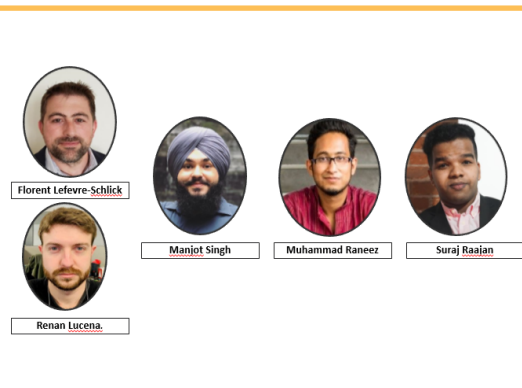 Florent Lefevre-Schlick
Manjot Singh
Muhammad Raneez
Suraj Raajan
Renan Lucena.